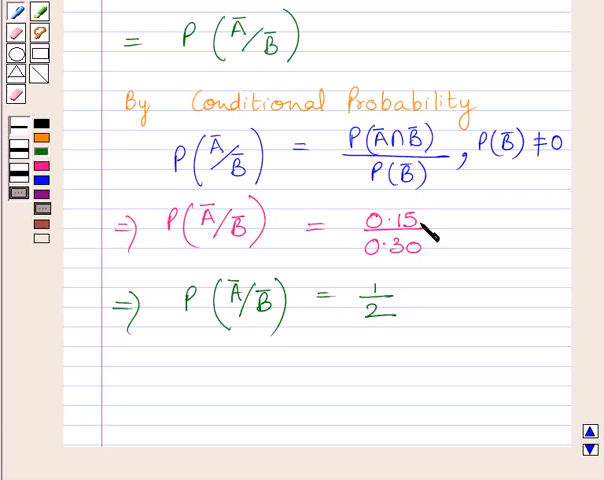 = P(A̅/B̅)
By Conditional Probability
P(A̅/B̅) = P(A̅∩B̅)/P(B̅), P(B̅) ≠ 0
⇒ P(A̅/B̅) = 0.15/0.30
⇒ P(A̅/B̅) = 1/2